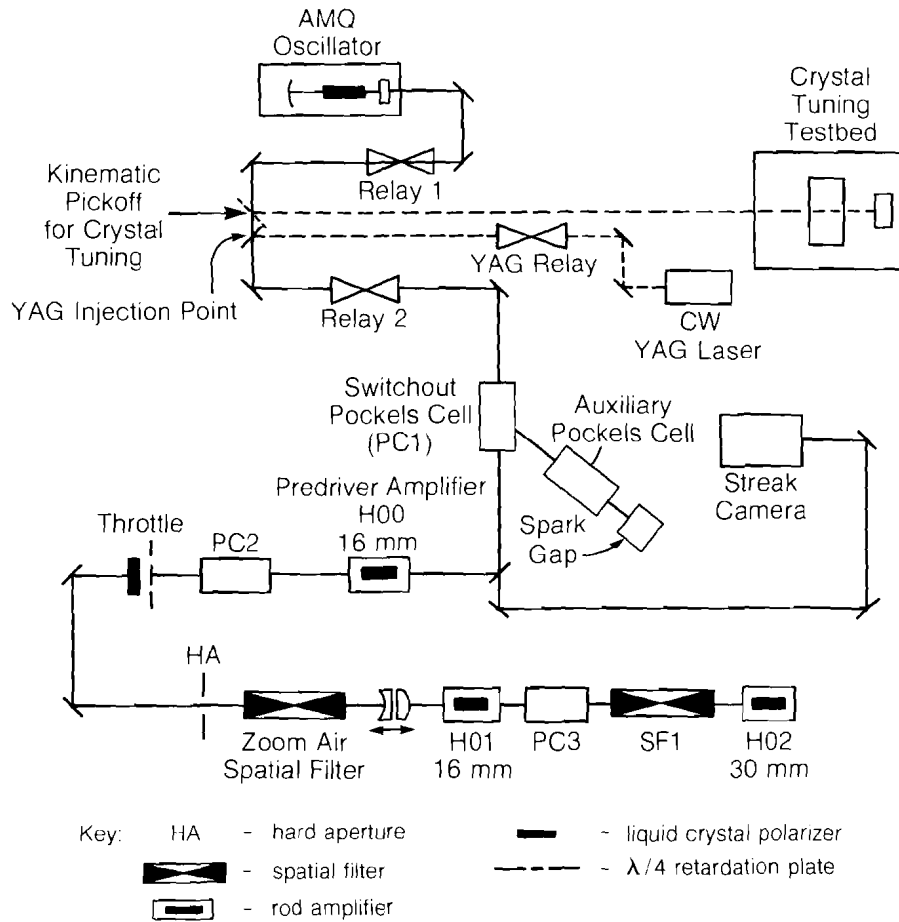 AMQ
Oscillator
Crystal
Tuning
Testbed
Relay 1
Kinematic
Pickoff
for Crystal
Tuning
YAG Relay
YAG Injection Point
Relay 2
CW
YAG Laser
Switchout
Pockels Cell
(PC1)
Auxiliary
Pockels Cell
Streak
Camera
Predriver Amplifier
H00
16 mm
Spark
Gap
Throttle
PC2
HA
Zoom Air
Spatial Filter
H01
16 mm
PC3
SF1
H02
30 mm
Key: HA - hard aperture
- spatial filter
- rod amplifier
- liquid crystal polarizer
- λ/4 retardation plate